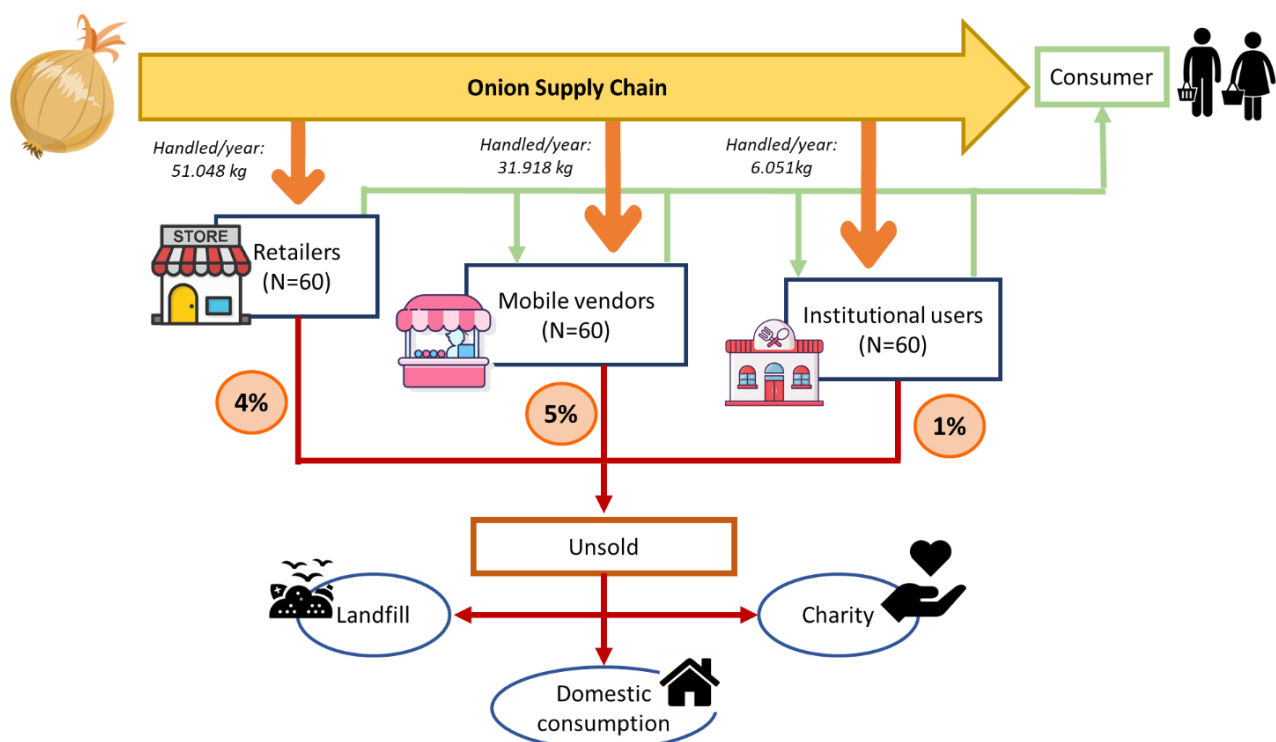 Onion Supply Chain
Consumer
Handled/year:
51.048 kg
Handled/year:
31.918 kg
Handled/year:
6.051kg
STORE
Retailers
(N=60)
Mobile vendors
(N=60)
Institutional users
(N=60)
4%
5%
1%
Unsold
Landfill
Charity
Domestic
consumption